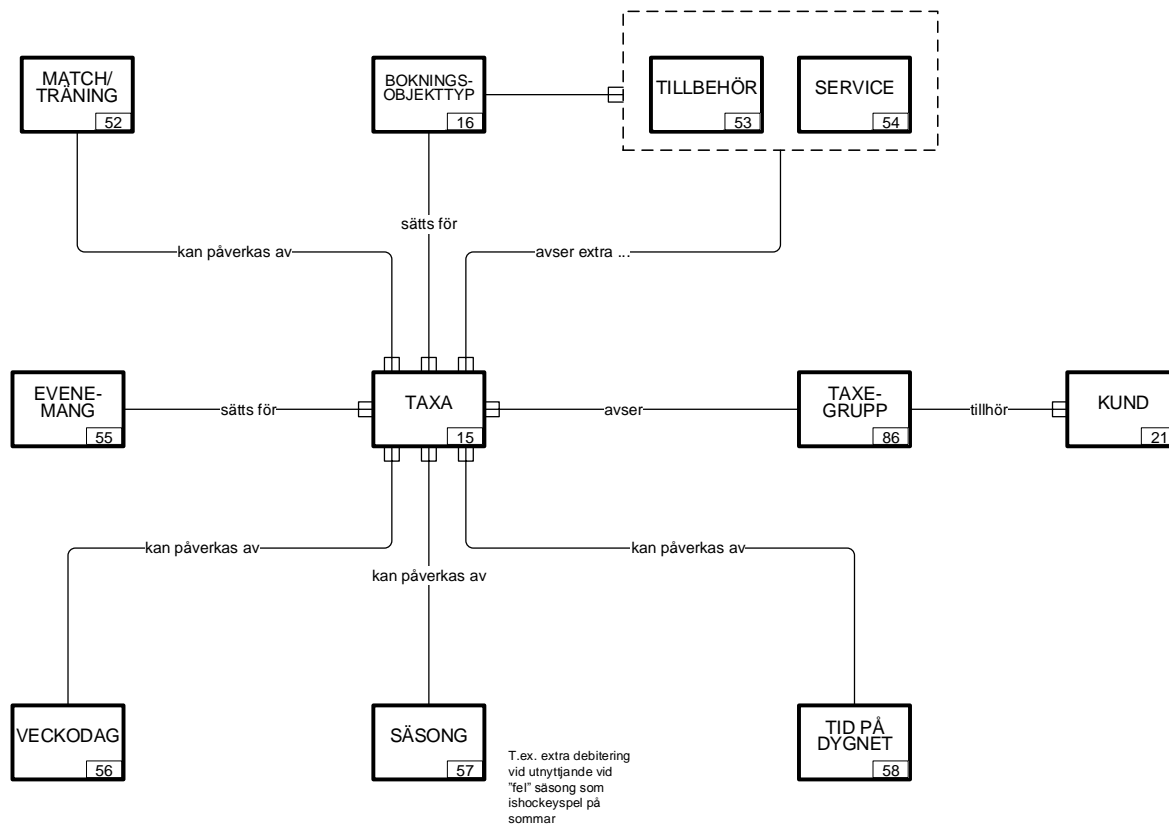 MATCH/
TRÄNING
52
BOKNINGS-
OBJEKTTYP
16
TILLBEHÖR
53
SERVICE
54
sätts för
kan påverkas av
avser extra ...
EVENE-
MANG
55
sätts för
TAXA
15
avser
TAXE-
GRUPP
86
tillhör
KUND
21
kan påverkas av
kan påverkas av
kan påverkas av
VECKODAG
56
SÄSONG
57
T.ex. extra debitering
vid utnyttjande vid
"fel" säsong som
ishockeyspel på
sommar
TID PÅ
DYGNET
58